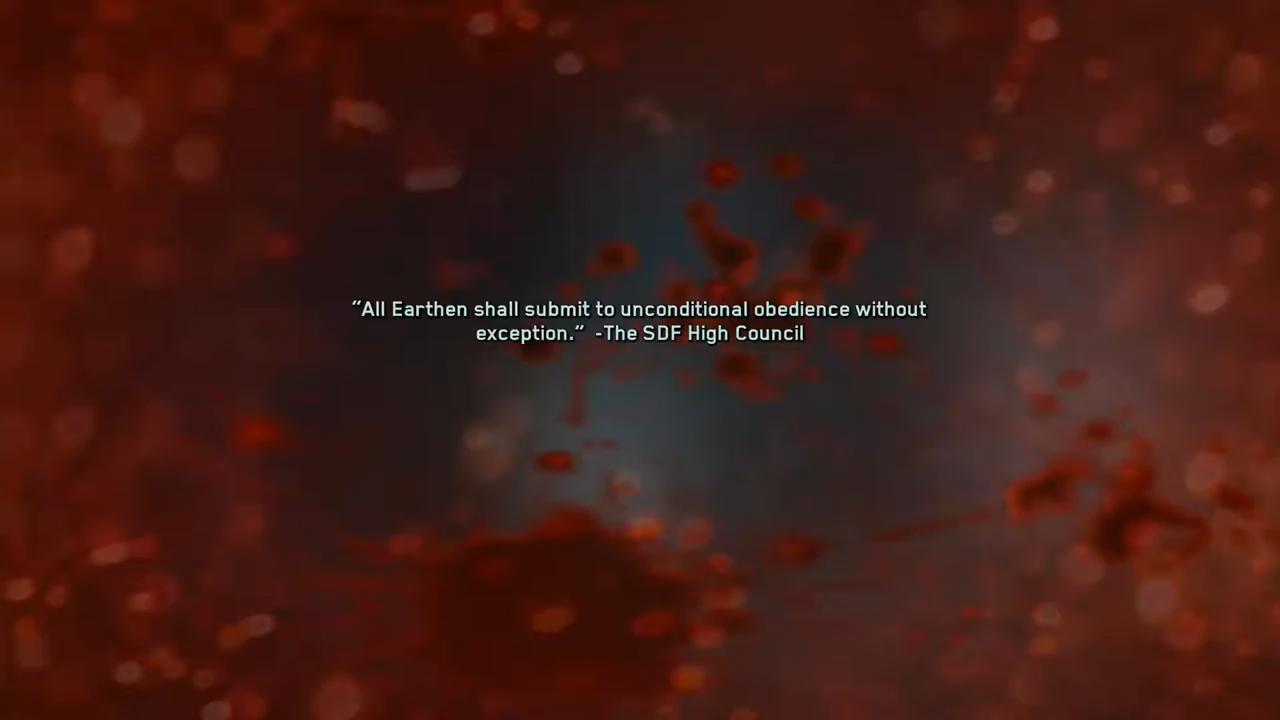 "All Earthen shall submit to unconditional obedience without
exception."  -The SDF High Council